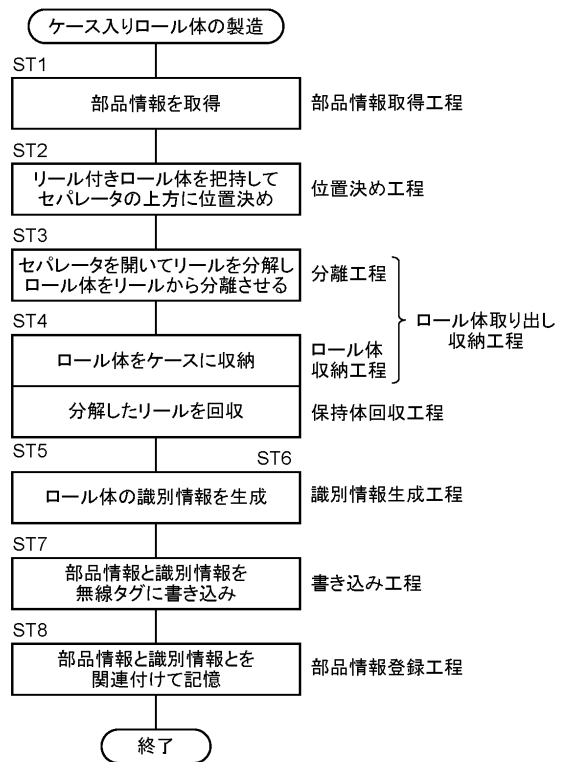 ケース入りロール体の製造
ST1
部品情報を取得
部品情報取得工程
ST2
リール付きロール体を把持して
セパレータの上方に位置決め
位置決め工程
ST3
セパレータを開いてリールを分解し
ロール体をリールから分離させる
分離工程
ロール体取り出し
収納工程
ST4
ロール体をケースに収納
ロール体
収納工程
分解したリールを回収
保持体回収工程
ST5
ST6
ロール体の識別情報を生成
識別情報生成工程
ST7
部品情報と識別情報を
無線タグに書き込み
書き込み工程
ST8
部品情報と識別情報とを
関連付けて記憶
部品情報登録工程
終了